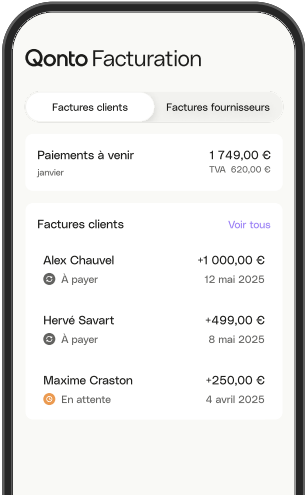 Qonto Facturation
Factures clients Factures fournisseurs
Paiements à venir 1 749,00 €
janvier TVA 620,00 €
Factures clients Voir tous
Alex Chauvel +1 000,00 €
À payer 12 mai 2025
Hervé Savart +499,00 €
À payer 8 mai 2025
Maxime Craston +250,00 €
En attente 4 avril 2025